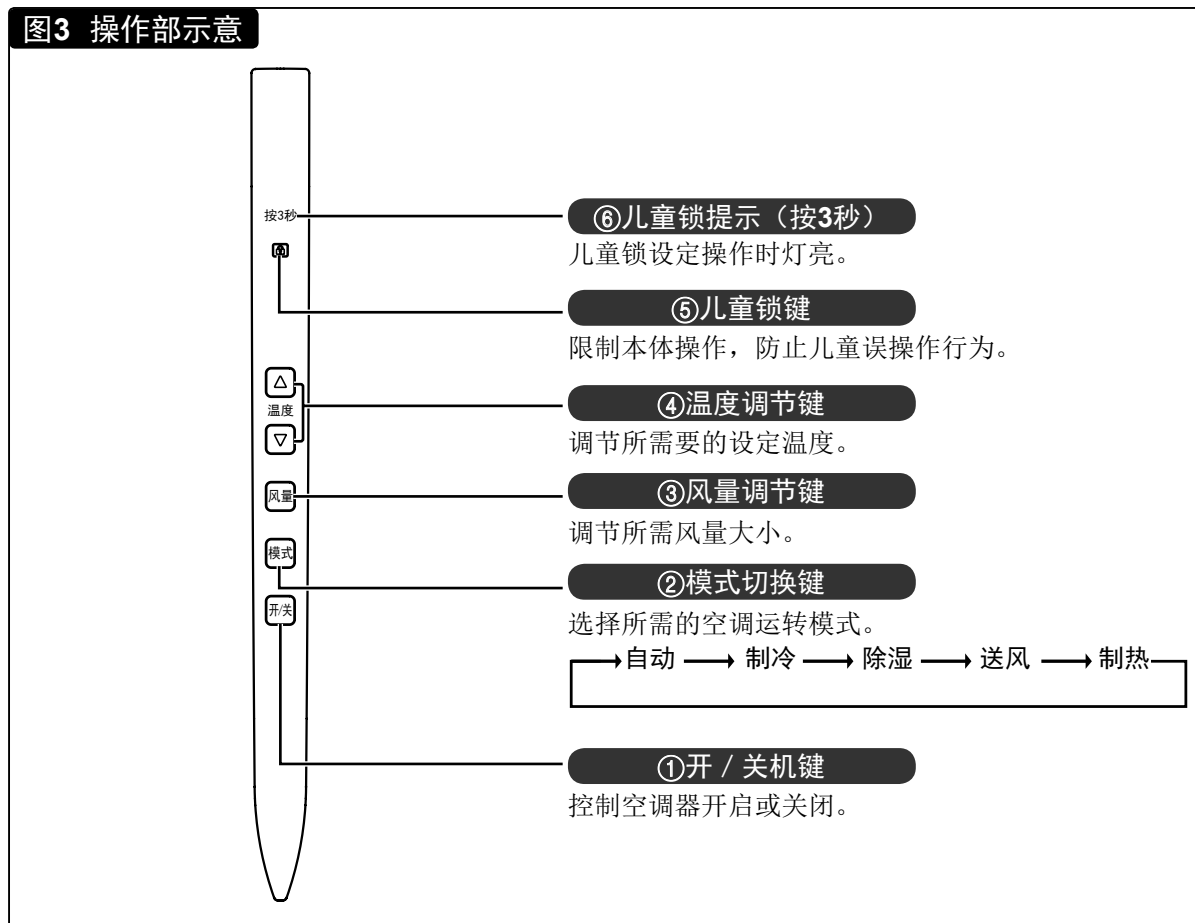 图3 操作部示意
按3秒
温度
风量
模式
开/关
⑥儿童锁提示（按3秒）
儿童锁设定操作时灯亮。
⑤儿童锁键
限制本体操作，防止儿童误操作行为。
④温度调节键
调节所需要的设定温度。
③风量调节键
调节所需风量大小。
②模式切换键
选择所需的空调运转模式。
自动 制冷 除湿 送风 制热
①开 / 关机键
控制空调器开启或关闭。